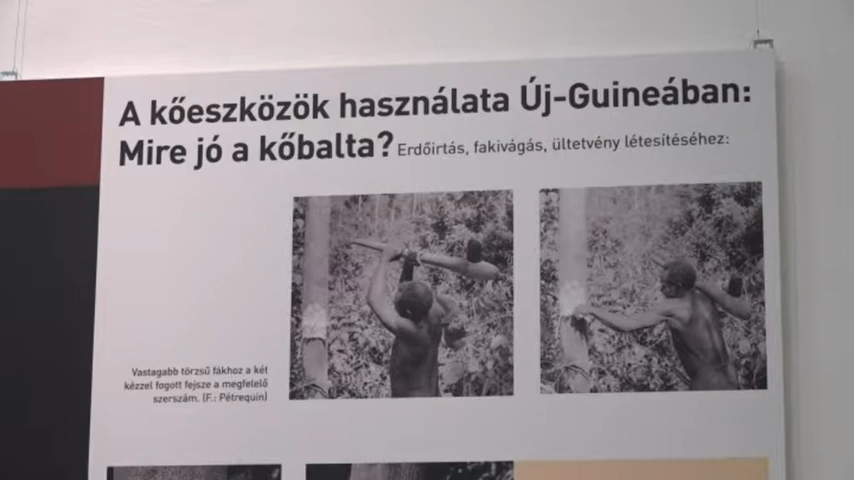 A kőeszközök használata Új-Guineában:
Mire jó a kőbalta? Erdőirtás, fakivágás, ültetvény létesítéséhez:
Vastagabb törzsű fákhoz a két
kézzel fogott fejsze a megfelelő
szerszám. (F.: Pétrequin)